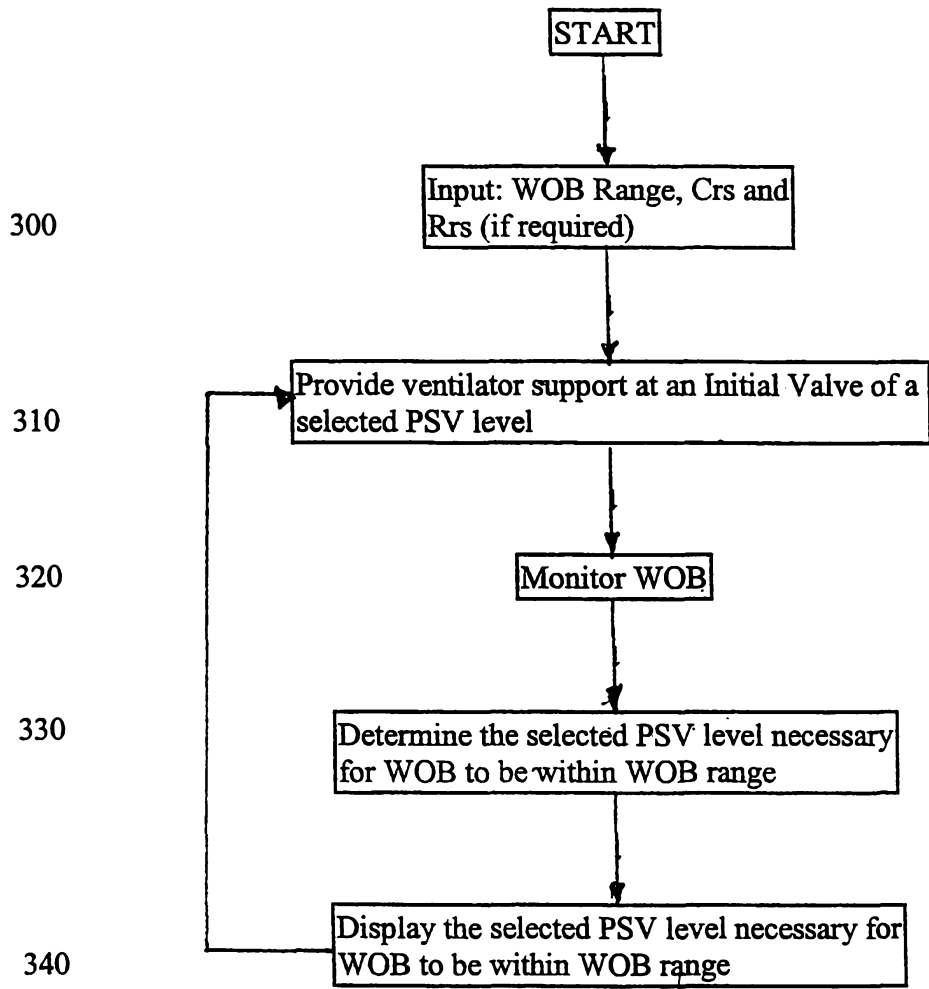 START
300
Input: WOB Range, Crs and
Rrs (if required)
310
Provide ventilator support at an Initial Valve of a
selected PSV level
320
Monitor WOB
330
Determine the selected PSV level necessary
for WOB to be within WOB range
340
Display the selected PSV level necessary for
WOB to be within WOB range